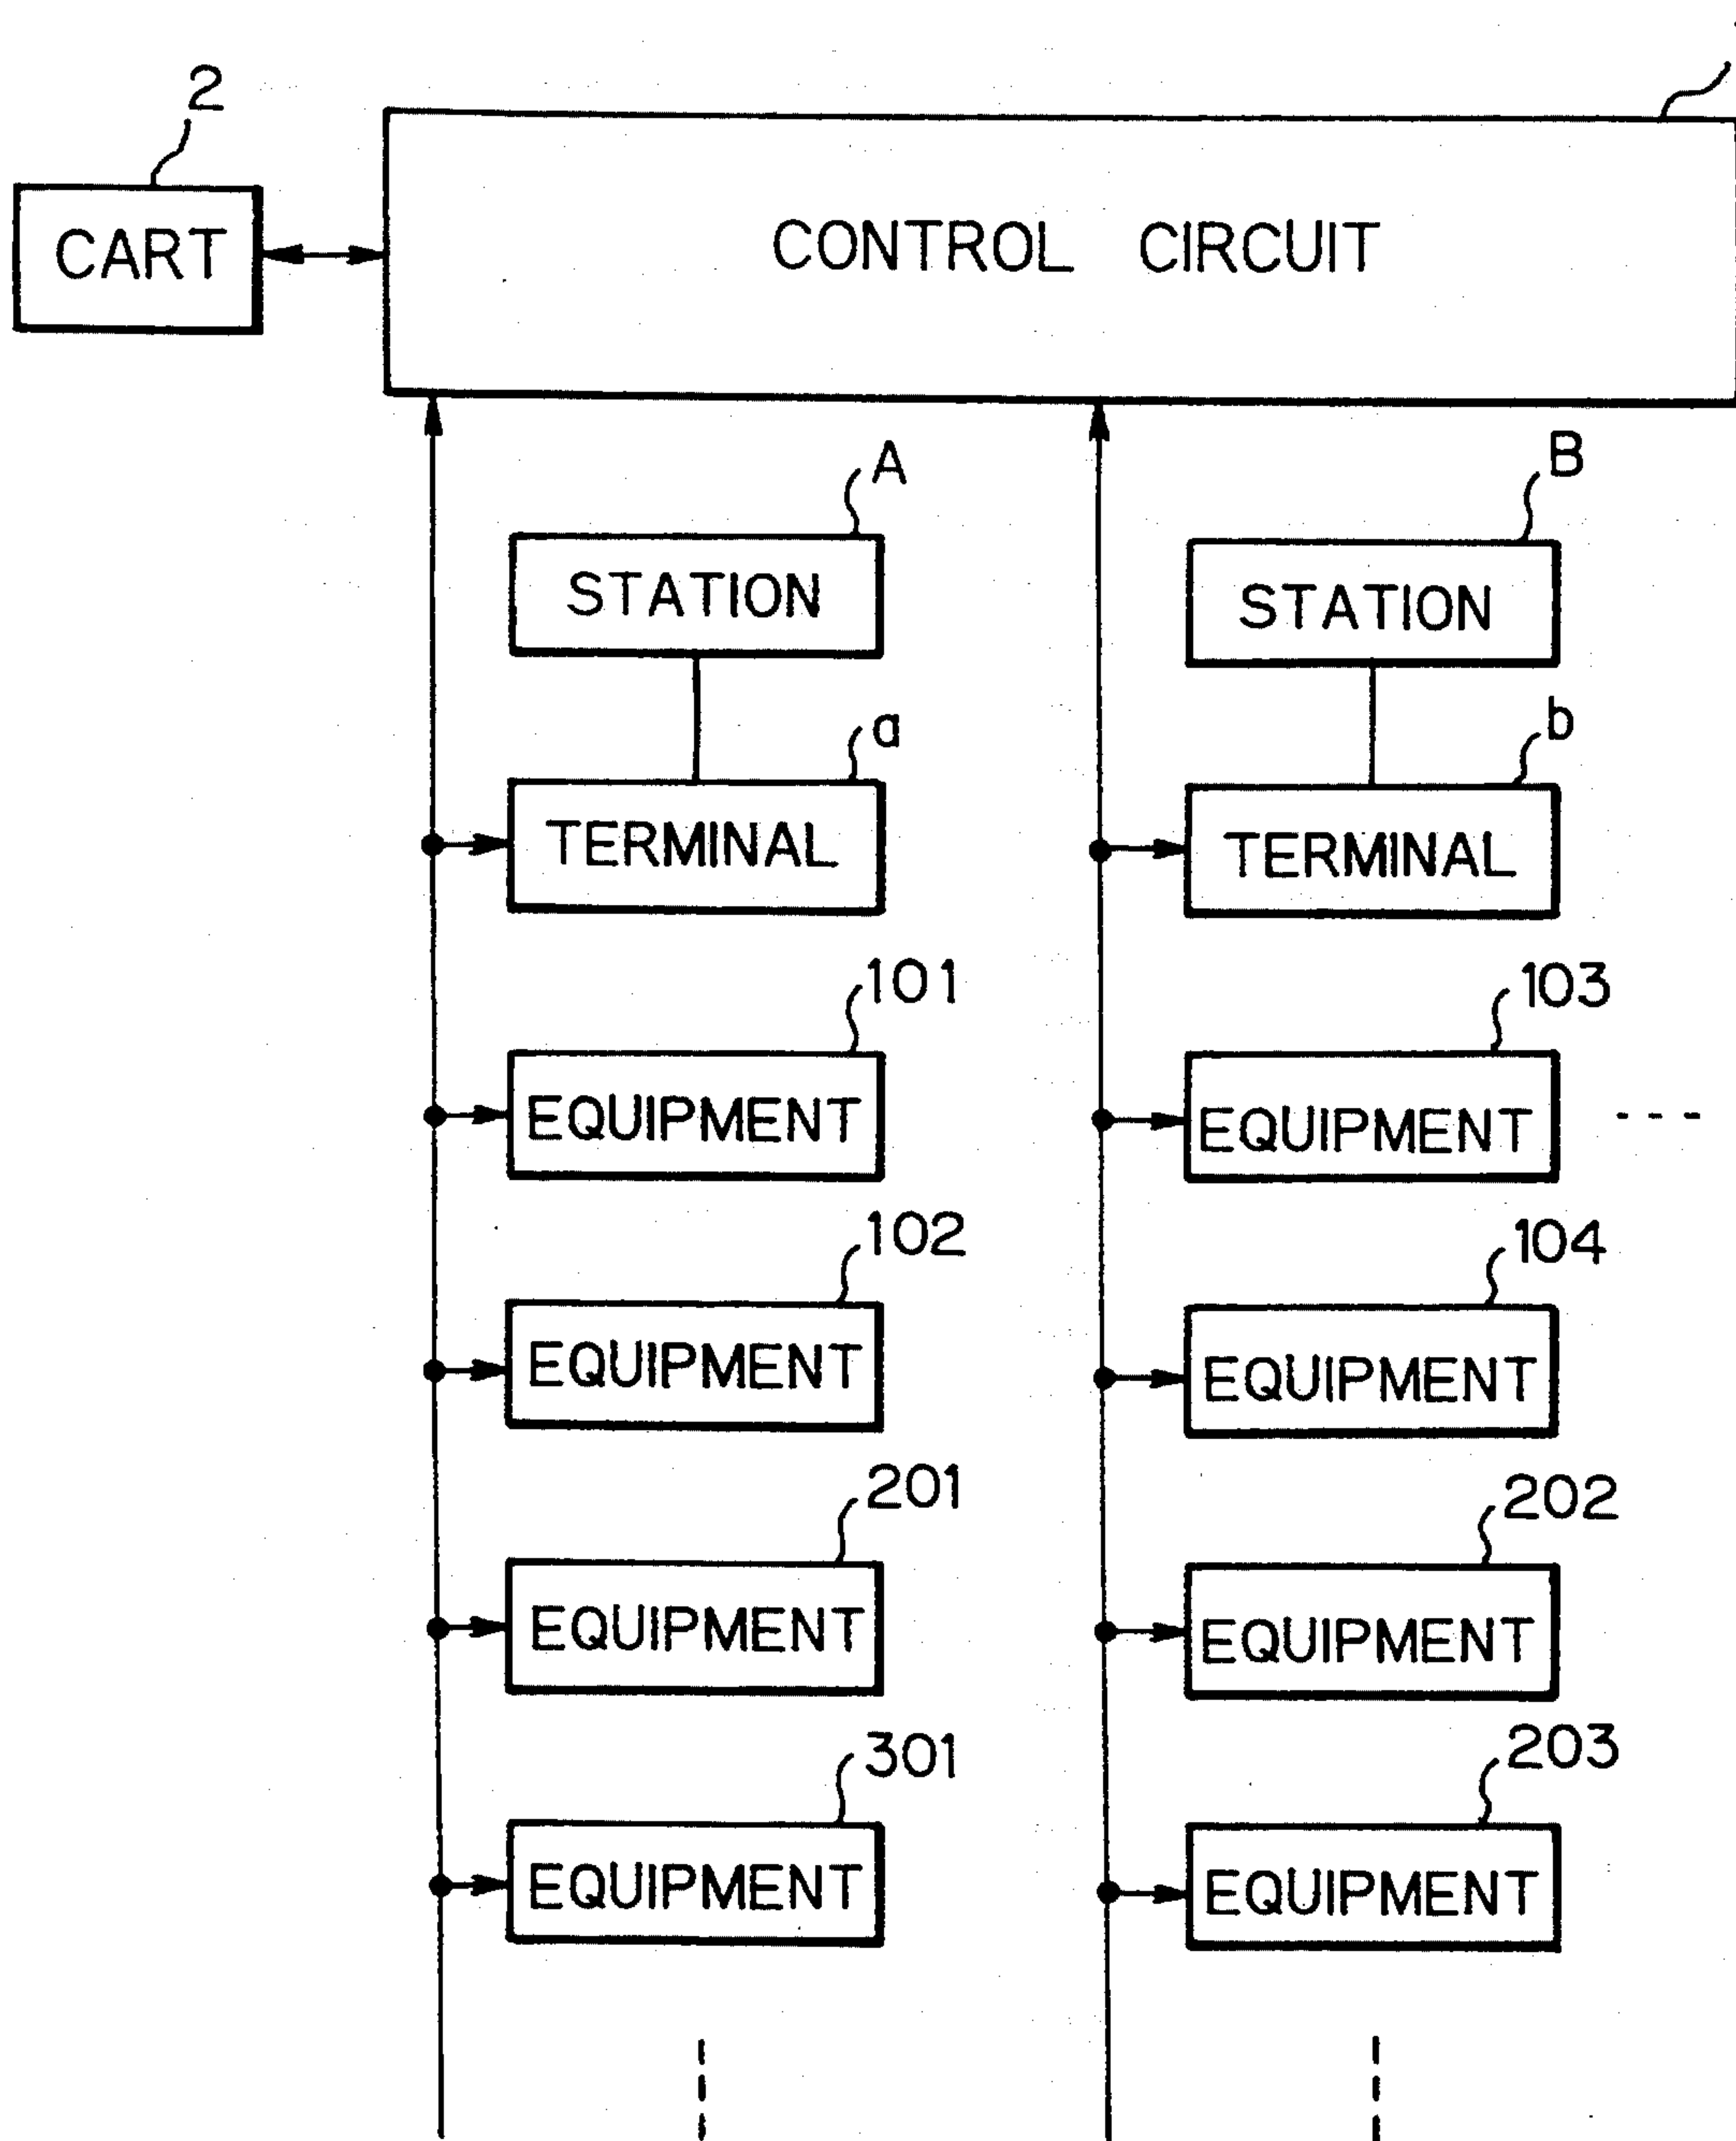 2
CART
CONTROL CIRCUIT
A
B
STATION
STATION
a
b
TERMINAL
TERMINAL
101
103
EQUIPMENT
EQUIPMENT
102
104
EQUIPMENT
EQUIPMENT
201
202
EQUIPMENT
EQUIPMENT
301
203
EQUIPMENT
EQUIPMENT